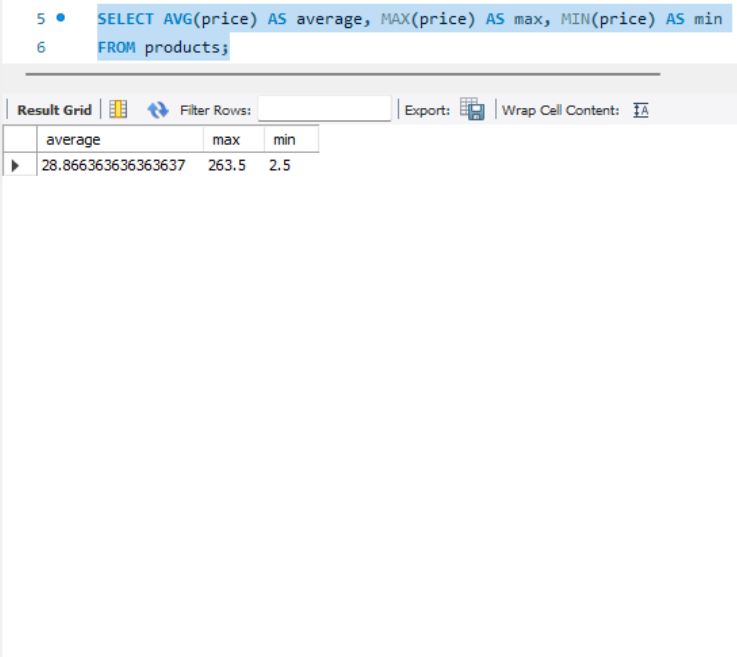 5 SELECT AVG(price) AS average, MAX(price) AS max, MIN(price) AS min
6 FROM products;
Result Grid Filter Rows: Export: Wrap Cell Content: IA
average max min
28.866363636363637 263.5 2.5